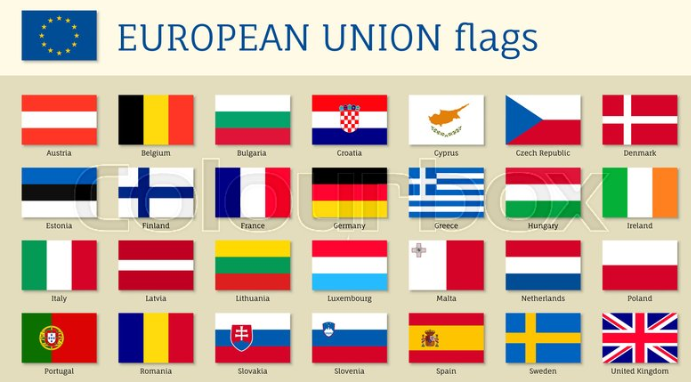 EUROPEAN UNION flags
Austria Belgium Bulgaria Croatia Cyprus Czech Republic Denmark
Estonia Finland France Germany Greece Hungary Ireland
colourbox
Italy Latvia Lithuania Luxembourg Malta Netherlands Poland
Portugal Romania Slovakia Slovenia Spain Sweden United Kingdom